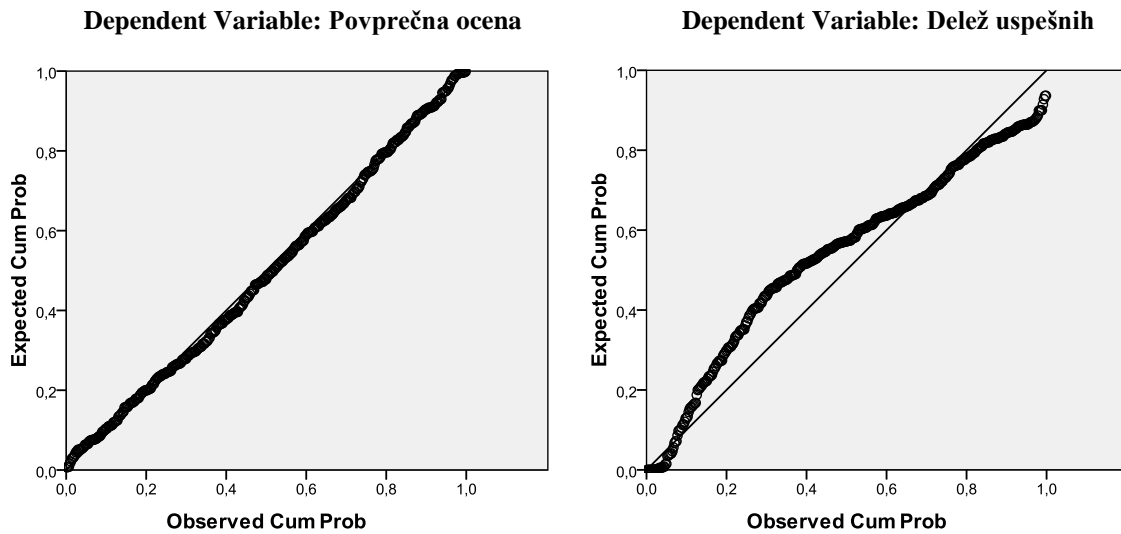 Dependent Variable: Povprečna ocena
1,0
0,8
0,6
0,4
0,2
0,0
Expected Cum Prob
0,0 0,2 0,4 0,6 0,8 1,0
Observed Cum Prob
Dependent Variable: Delež uspešnih
1,0
0,8
0,6
0,4
0,2
0,0
Expected Cum Prob
0,0 0,2 0,4 0,6 0,8 1,0
Observed Cum Prob